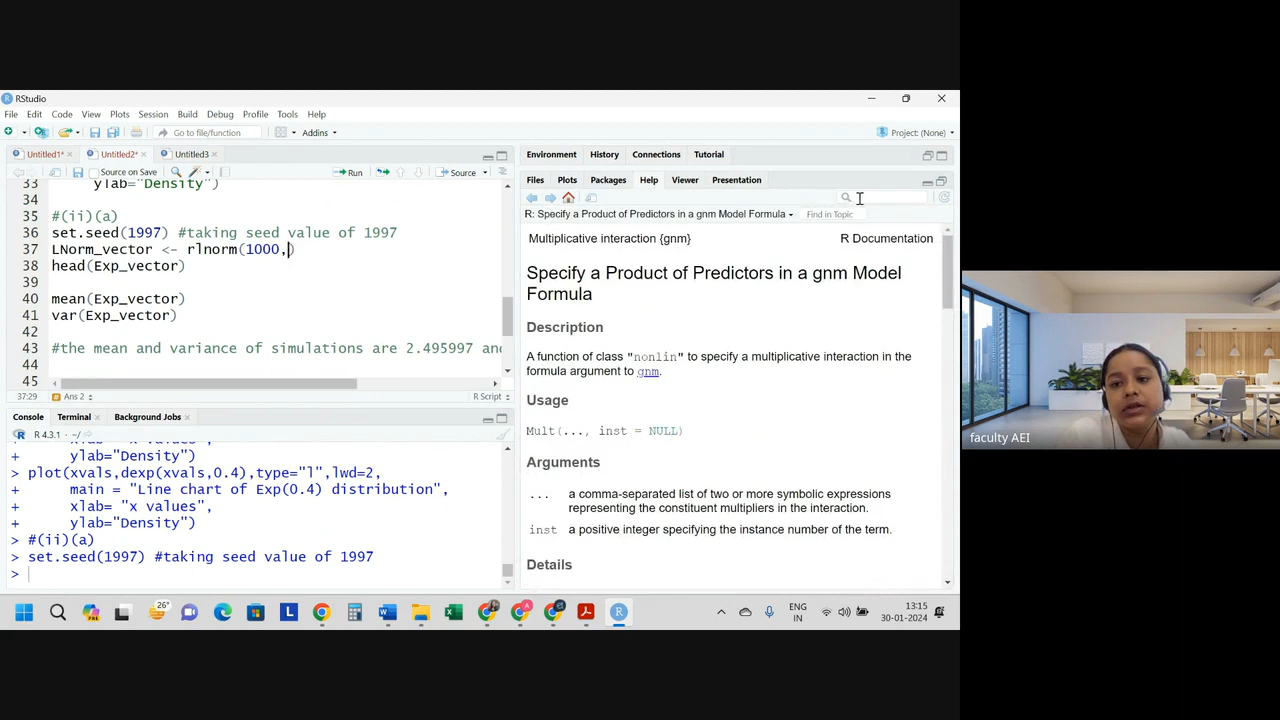 RStudio
File Edit Code View Plots Session Build Debug Profile Tools Help
Go to file/function Addins Project: (None)
Untitled1* Untitled2* Untitled3
Source on Save Run Source
33 ylab="Density")
34
35 #(ii)(a)
36 set.seed(1997) #taking seed value of 1997
37 LNorm_vector <- rlnorm(1000,)
38 head(Exp_vector)
39
40 mean(Exp_vector)
41 var(Exp_vector)
42
43 #the mean and variance of simulations are 2.495997 an
44
45
37:29 Ans 2 R Script
Console Terminal Background Jobs
R 4.3.1 · ~/
+ ylab="Density")
> plot(xvals,dexp(xvals,0.4),type="l",lwd=2,
+ main = "Line chart of Exp(0.4) distribution",
+ xlab= "x values",
+ ylab="Density")
> #(ii)(a)
> set.seed(1997) #taking seed value of 1997
>
Environment History Connections Tutorial
Files Plots Packages Help Viewer Presentation
R: Specify a Product of Predictors in a gnm Model Formula Find in Topic
Multiplicative interaction {gnm} R Documentation
Specify a Product of Predictors in a gnm Model
Formula
Description
A function of class "nonlin" to specify a multiplicative interaction in the
formula argument to gnm.
Usage
Mult(..., inst = NULL)
Arguments
... a comma-separated list of two or more symbolic expressions
representing the constituent multipliers in the interaction.
inst a positive integer specifying the instance number of the term.
Details
faculty AEI
26°
ENG
IN
13:15
30-01-2024